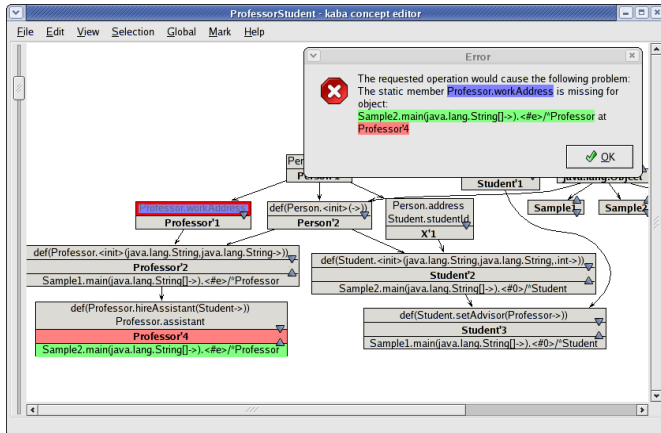 ProfessorStudent - kaba concept editor
File Edit View Selection Global Mark Help
Error
The requested operation would cause the following problem:
The static member Professor.workAddress is missing for
object:
Sample2.main(java.lang.String[]->).<#e>/*Professor at
Professor'4
OK
Student'1
Professor.workAddress
Professor'1
def(Person.<init>(->)
Person'2
Person.address
Student.studentId
X'1
Sample1
Sample2
def(Professor.<init>(java.lang.String,java.lang.String->))
Professor'2
Sample1.main(java.lang.String[]->).<#e>/*Professor
def(Student.<init>(java.lang.String,java.lang.String,.int->))
Student'2
Sample2.main(java.lang.String[]->).<#0>/*Student
def(Professor.hireAssistant(Student->))
Professor.assistant
Professor'4
Sample2.main(java.lang.String[]->).<#e>/*Professor
def(Student.setAdvisor(Professor->))
Student'3
Sample1.main(java.lang.String[]->).<#0>/*Student